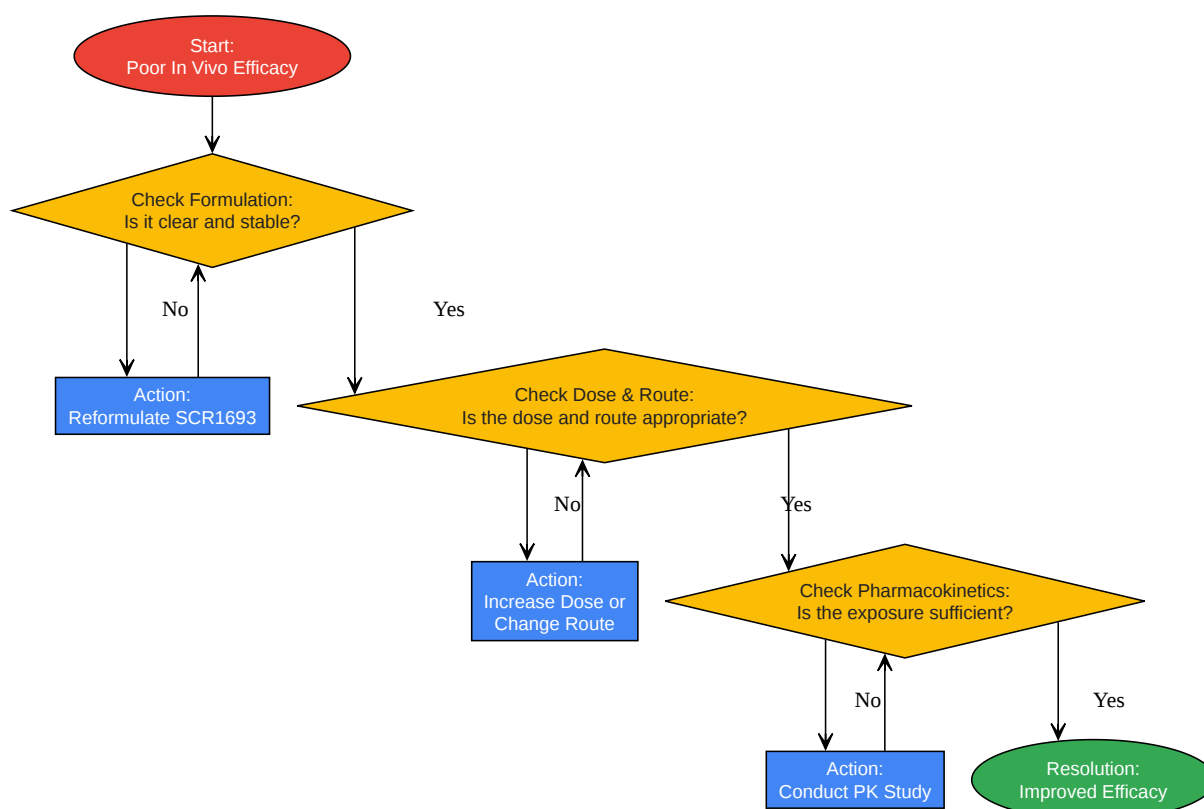 Start:
Poor In Vivo Efficacy
Check Formulation:
Is it clear and stable?
No
Yes
Action:
Reformulate SCR1693
Check Dose & Route:
Is the dose and route appropriate?
No
Yes
Action:
Increase Dose or
Change Route
Check Pharmacokinetics:
Is the exposure sufficient?
No
Yes
Action:
Conduct PK Study
Resolution:
Improved Efficacy